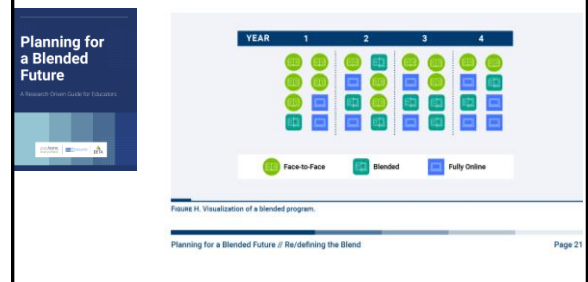 Planning for
a Blended
Future
A Research Driven Guide for Educators
YEAR 1 2 3 4
Face-to-Face Blended Fully Online
FIGURE H. Visualization of a blended program.
Planning for a Blended Future // Re/defining the Blend Page 21